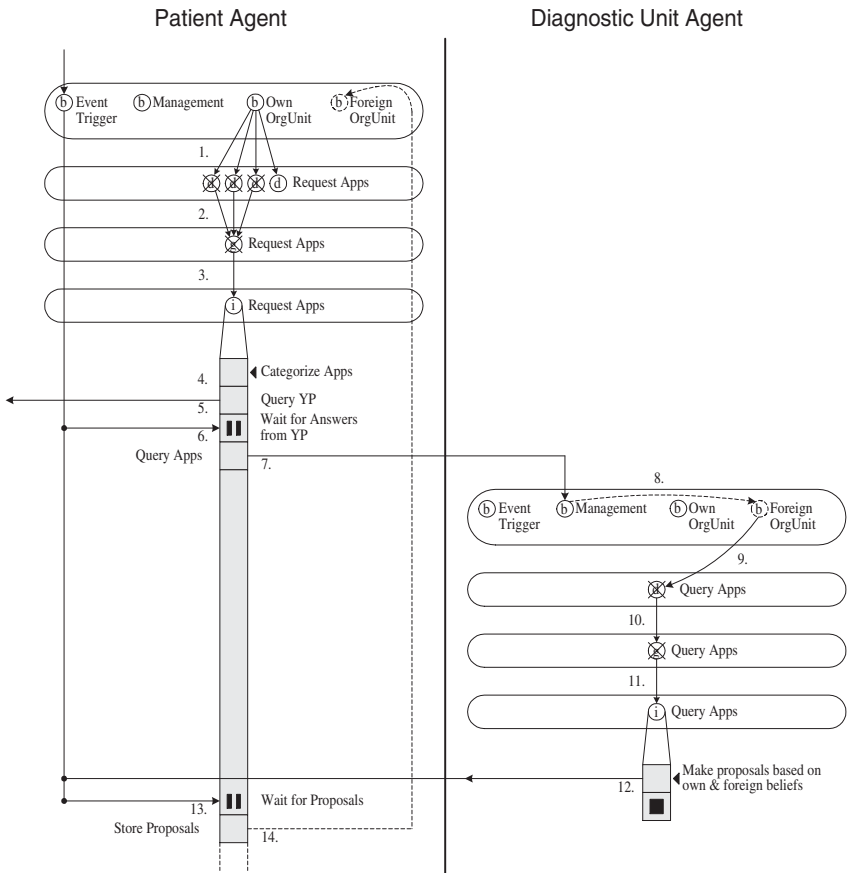 Patient Agent
Diagnostic Unit Agent
b Event
Trigger
b Management
b Own
OrgUnit
b Foreign
OrgUnit
1.
d d d d Request Apps
2.
g Request Apps
3.
i Request Apps
4.
Categorize Apps
Query YP
5.
Wait for Answers
from YP
6.
Query Apps
7.
8.
b Event
Trigger
b Management
b Own
OrgUnit
b Foreign
OrgUnit
9.
d Query Apps
10.
g Query Apps
11.
i Query Apps
Make proposals based on
own & foreign beliefs
12.
Wait for Proposals
13.
Store Proposals
14.